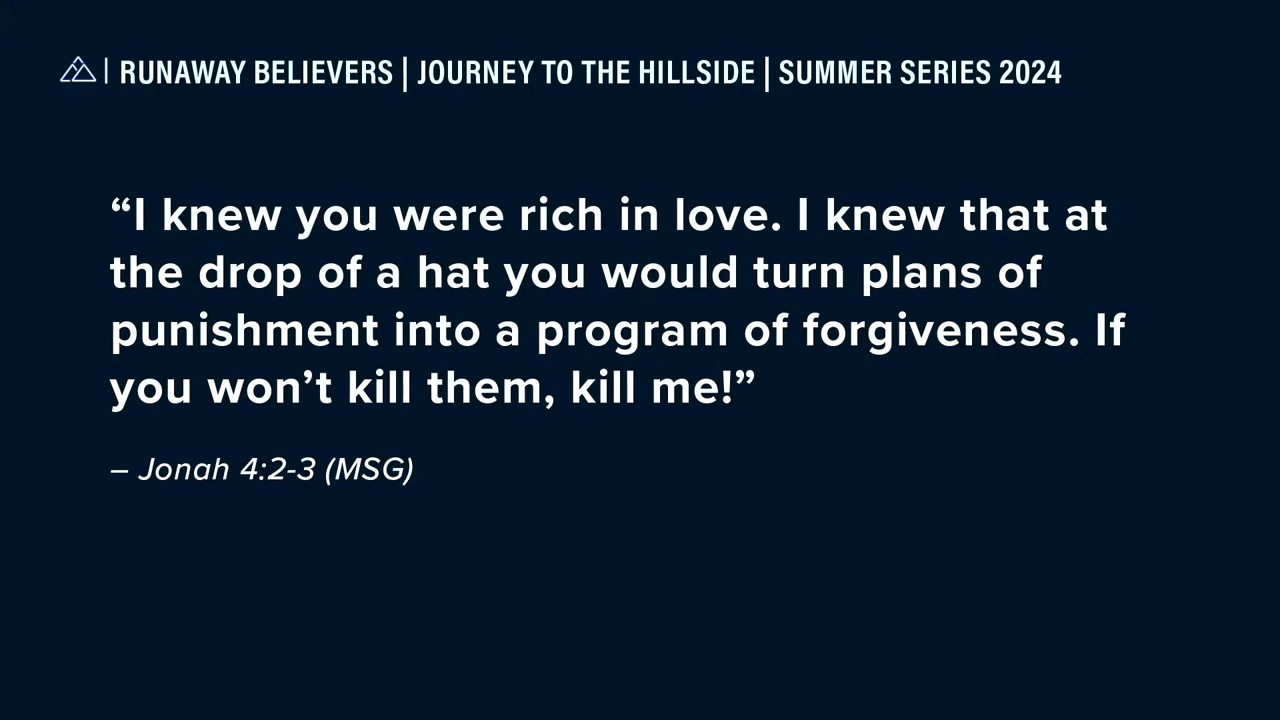 | RUNAWAY BELIEVERS | JOURNEY TO THE HILLSIDE | SUMMER SERIES 2024
“I knew you were rich in love. I knew that at
the drop of a hat you would turn plans of
punishment into a program of forgiveness. If
you won’t kill them, kill me!”
– Jonah 4:2-3 (MSG)